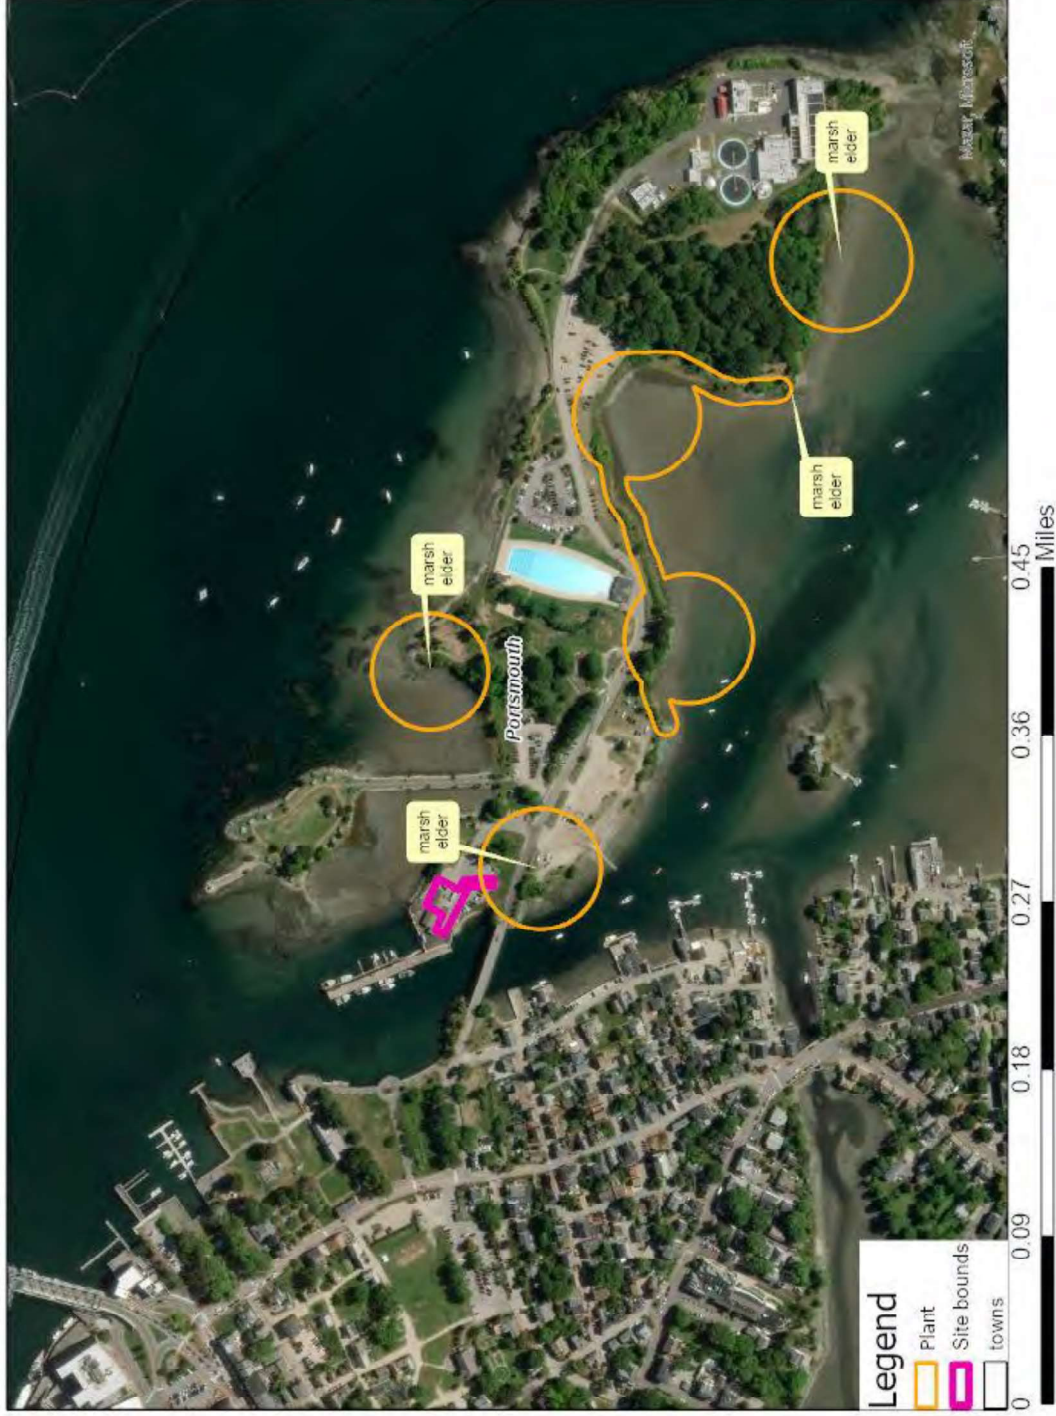 marsh
elder
marsh
elder
marsh
elder
marsh
elder
Portsmouth
Maxar, Microsoft
Legend
Plant
Site bounds
towns
0 0.09 0.18 0.27 0.36 0.45
Miles